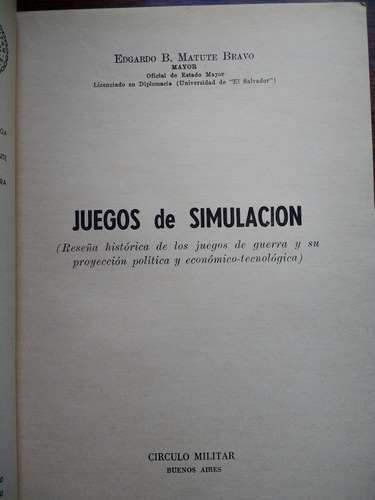 EDGARDO B. MATUTE BRAVO
MAYOR
Oficial de Estado Mayor
Licenciado en Diplomacia (Universidad de "El Salvador")
JUEGOS de SIMULACION
(Reseña histórica de los juegos de guerra y su
proyección política y económico-tecnológica)
CIRCULO MILITAR
BUENOS AIRES